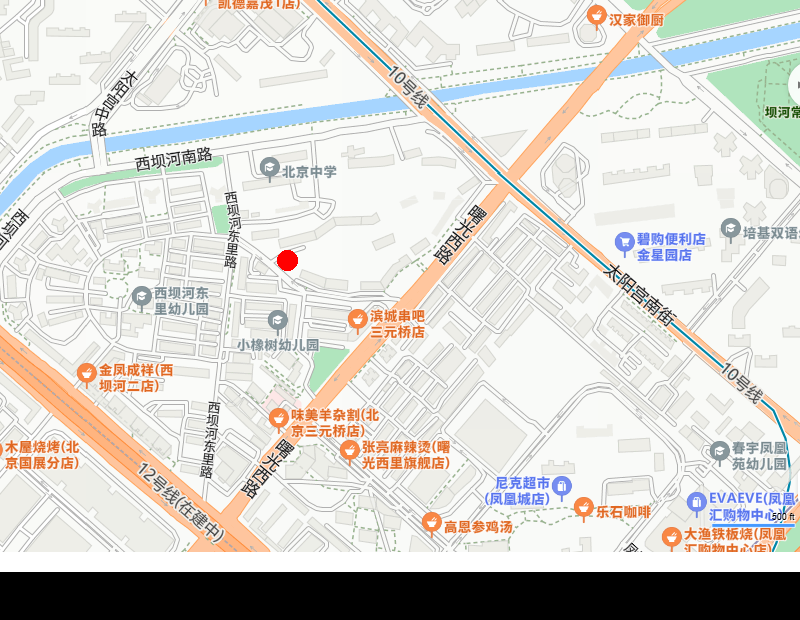 凯德嘉茂1店)
汉家御厨
10号线
太阳宫中路
坝河常
西坝河南路
北京中学
西坝河东里路
曙光西路
碧购便利店
金星园店
培基双语
西坝河
西坝河东
里幼儿园
太阳宫南街
滨城串吧
三元桥店
小橡树幼儿园
金凤成祥(西
坝河二店)
10号线
西坝河东里路
味美羊杂割(北
京三元桥店)
木屋烧烤(北
京国展分店)
张亮麻辣烫(曙
光西里旗舰店)
曙光西路
春宇凤凰
苑幼儿园
12号线(在建中)
尼克超市
(凤凰城店)
乐石咖啡
EVAEVE(凤凰
汇购物中心)
500 ft
高恩参鸡汤
大渔铁板烧(凤凰
汇购物中心店)